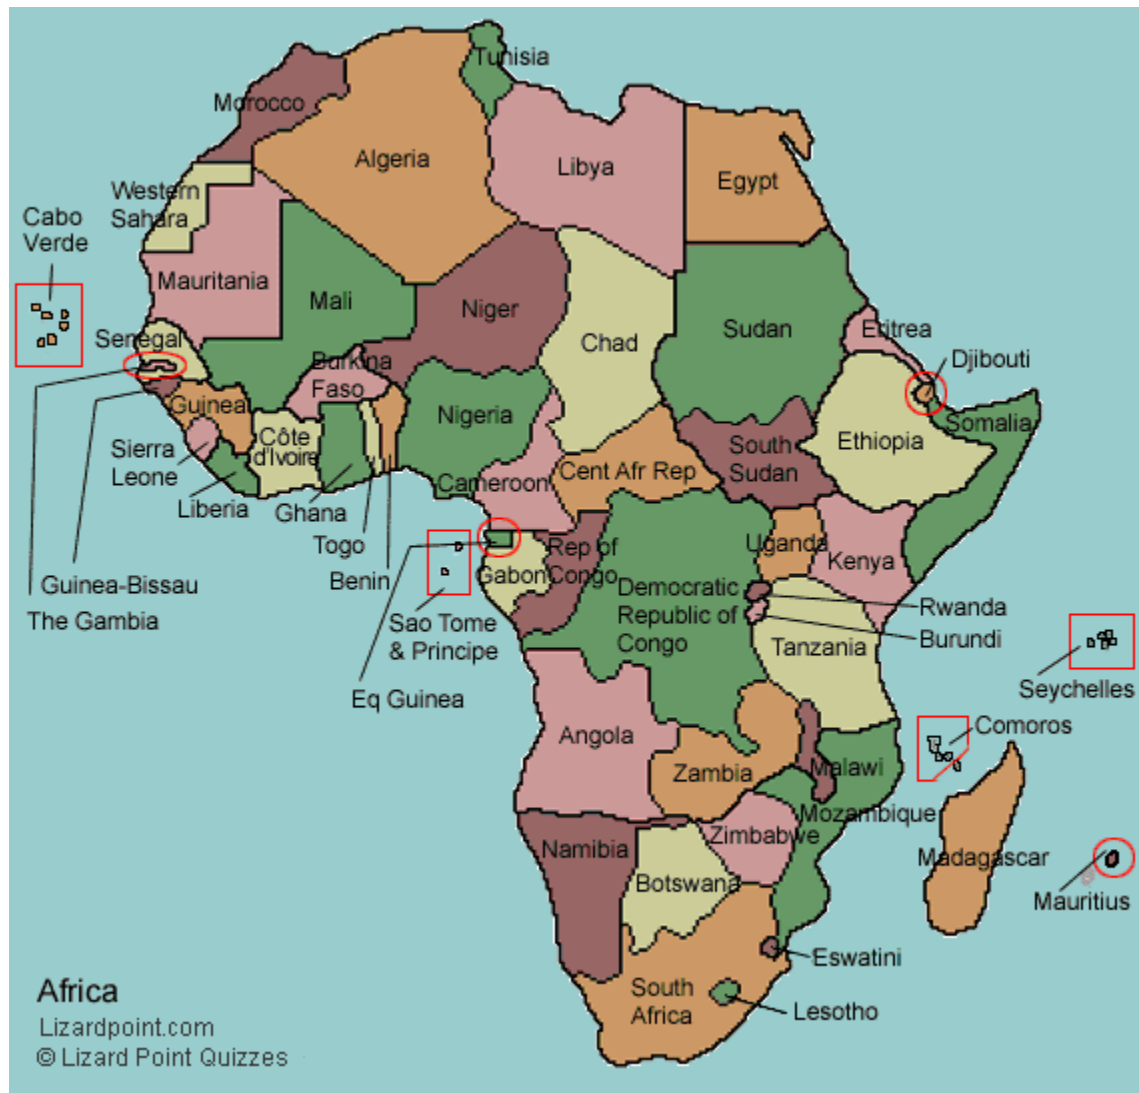 Tunisia
Morocco
Algeria
Libya
Egypt
Western
Sahara
Cabo
Verde
Mauritania
Mali
Niger
Chad
Sudan
Eritrea
Djibouti
Senegal
Burkina
Faso
Guinea
Nigeria
Somalia
Côte
d'Ivoire
Ethiopia
South
Sudan
Sierra
Leone
Cent Afr Rep
Cameroon
Liberia
Ghana
Togo
Benin
Uganda
Kenya
Rep of
Congo
Gabon
Guinea-Bissau
The Gambia
Democratic
Republic of
Congo
Rwanda
Burundi
Sao Tome
& Principe
Tanzania
Eq Guinea
Seychelles
Comoros
Angola
Malawi
Zambia
Mozambique
Zimbabwe
Namibia
Madagascar
Botswana
Mauritius
Eswatini
South
Africa
Lesotho
Africa
Lizardpoint.com
© Lizard Point Quizzes